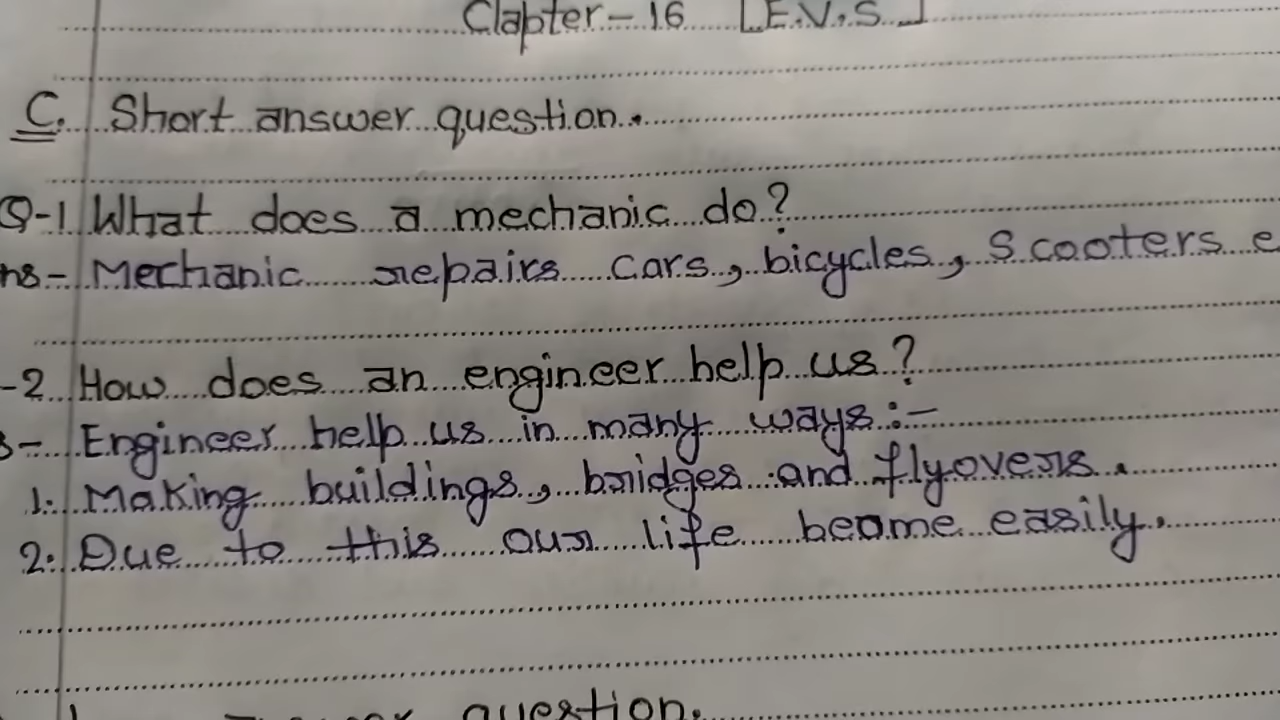 Clapter - 16 [E.V.S.]
C. Short answer question.
Q-1 What does a mechanic do?
ns - Mechanic repairs cars, bicycles, Scooters e
-2 How does an engineer help us?
s - Engineer help us in many ways :-
1. Making buildings, bridges and flyovers.
2. Due to this our life beame easily.
question.